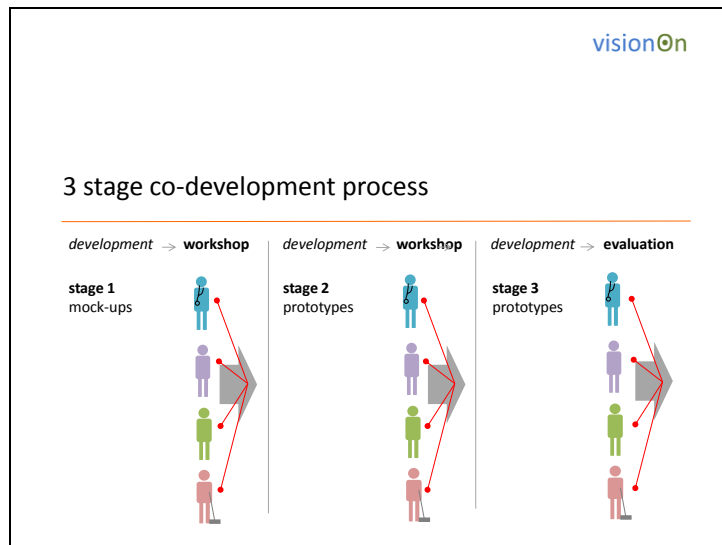 visionOn
3 stage co-development process
development → workshop
stage 1
mock-ups
development → workshop
stage 2
prototypes
development → evaluation
stage 3
prototypes